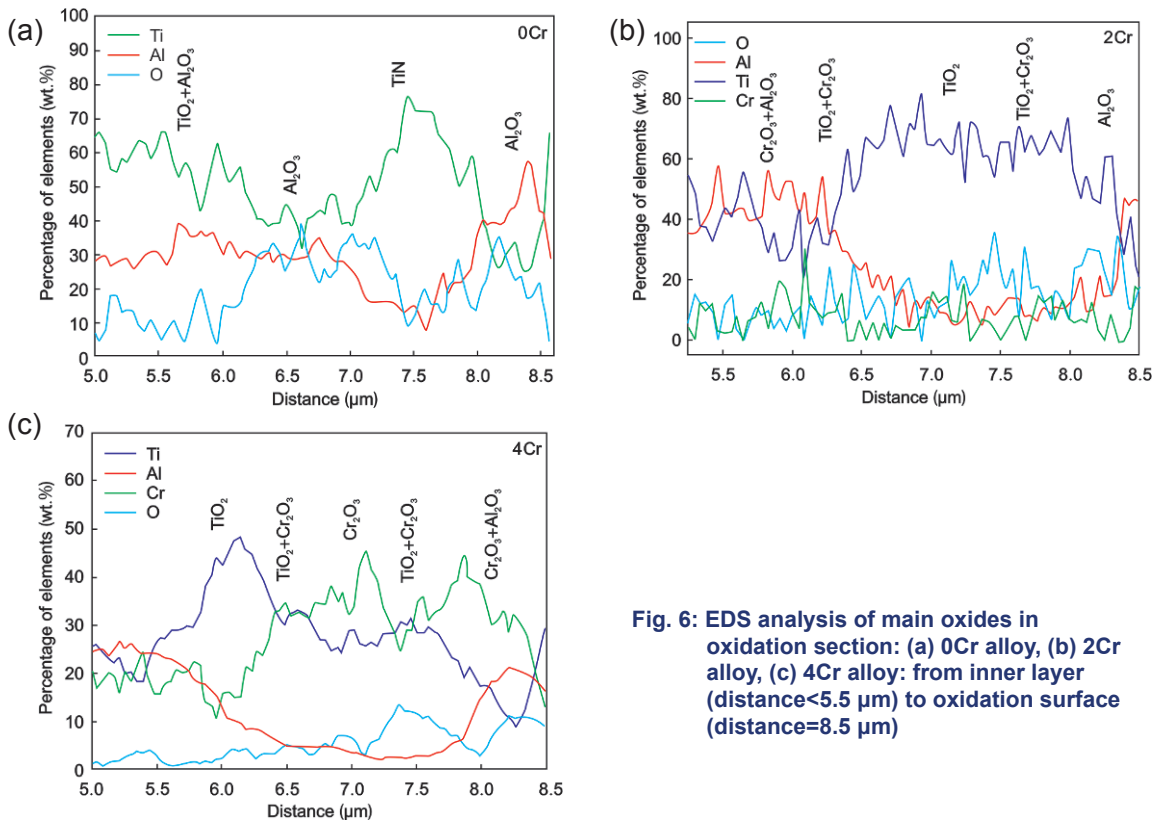 (a)
0Cr
Ti
Al
O
TiO₂+Al₂O₃
Al₂O₃
TiN
Al₂O₃
Percentage of elements (wt.%)
100
90
80
70
60
50
40
30
20
10
0
5.0 5.5 6.0 6.5 7.0 7.5 8.0 8.5
Distance (μm)
(b)
2Cr
O
Al
Ti
Cr
Cr₂O₃+Al₂O₃
TiO₂+Cr₂O₃
TiO₂
TiO₂+Cr₂O₃
Al₂O₃
Percentage of elements (wt.%)
100
80
60
40
20
0
5.5 6.0 6.5 7.0 7.5 8.0 8.5
Distance (μm)
(c)
4Cr
Ti
Al
Cr
O
TiO₂
TiO₂+Cr₂O₃
Cr₂O₃
TiO₂+Cr₂O₃
Cr₂O₃+Al₂O₃
Percentage of elements (wt.%)
70
60
50
40
30
20
10
0
5.0 5.5 6.0 6.5 7.0 7.5 8.0 8.5
Distance (μm)
Fig. 6: EDS analysis of main oxides in
oxidation section: (a) 0Cr alloy, (b) 2Cr
alloy, (c) 4Cr alloy: from inner layer
(distance<5.5 μm) to oxidation surface
(distance=8.5 μm)